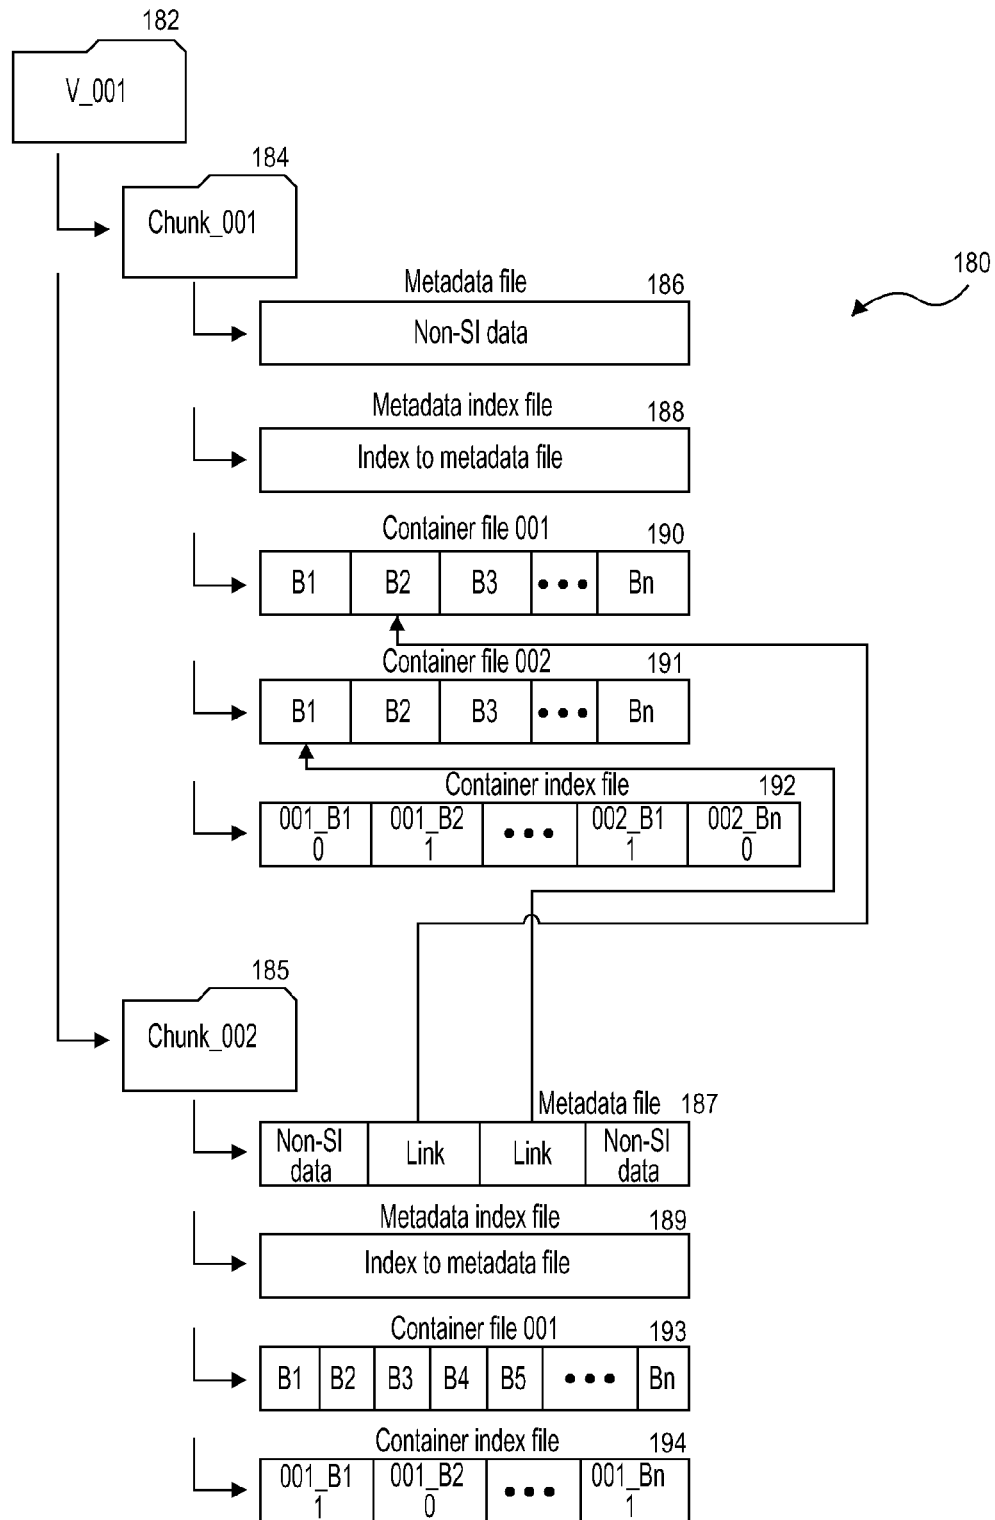 182
V_001
184
Chunk_001
180
Metadata file 186
Non-SI data
Metadata index file 188
Index to metadata file
Container file 001 190
B1 B2 B3 ••• Bn
Container file 002 191
B1 B2 B3 ••• Bn
Container index file 192
001_B1 001_B2 ••• 002_B1 002_Bn
0 1 1 0
185
Chunk_002
Metadata file 187
Non-SI data Link Link Non-SI data
Metadata index file 189
Index to metadata file
Container file 001 193
B1 B2 B3 B4 B5 ••• Bn
Container index file 194
001_B1 001_B2 ••• 001_Bn
1 0 1